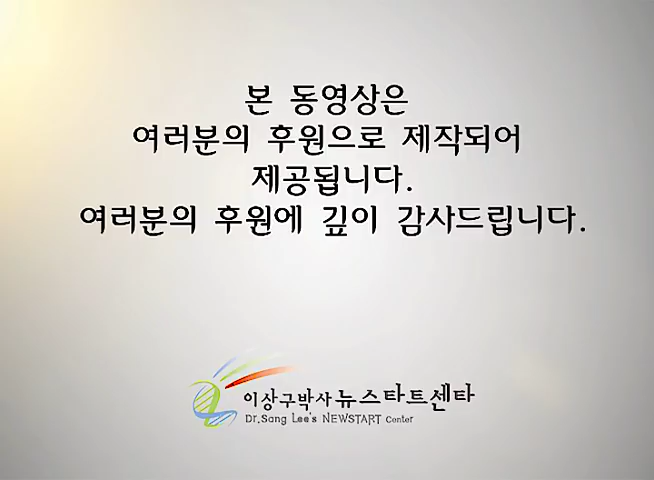 본 동영상은
여러분의 후원으로 제작되어
제공됩니다.
여러분의 후원에 깊이 감사드립니다.
이상구박사 뉴스타트센타
Dr.Sang Lee's NEWSTART Center